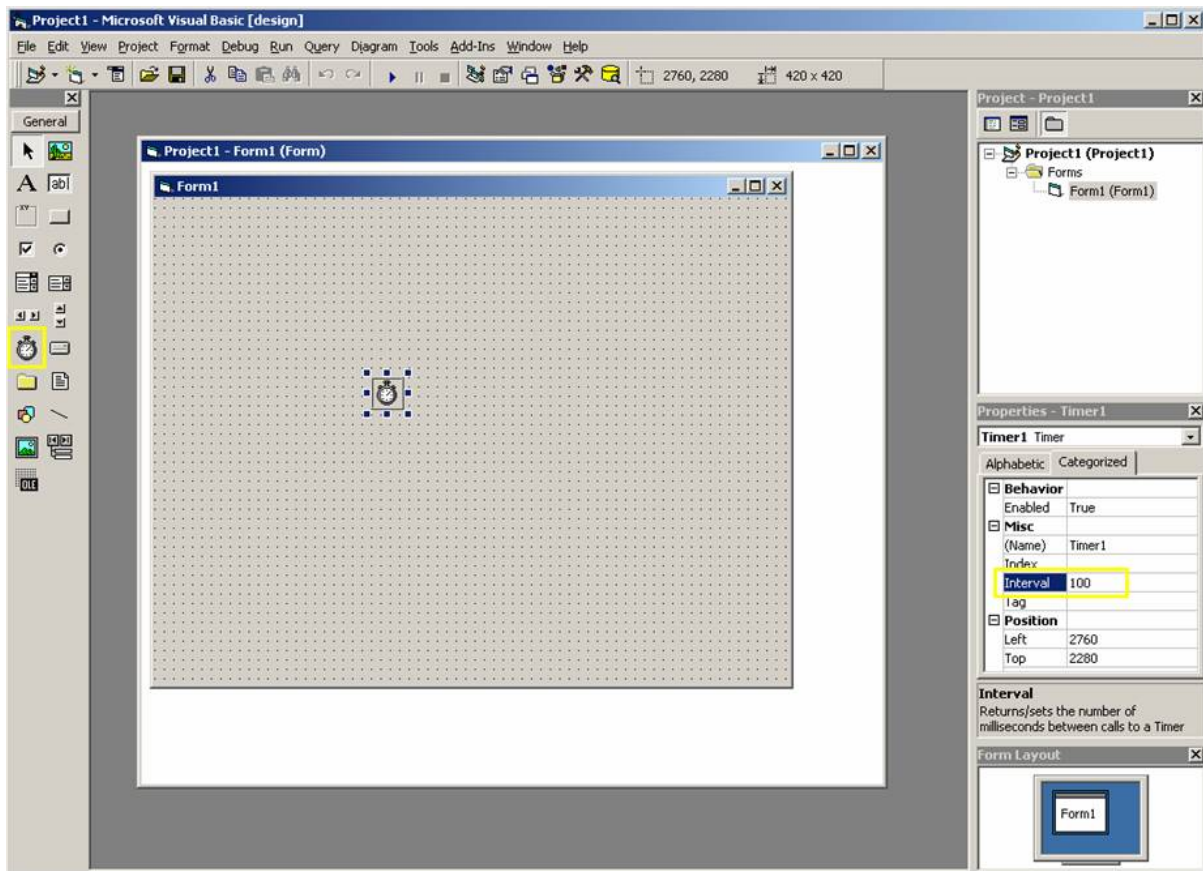 Project1 - Microsoft Visual Basic [design]
File Edit View Project Format Debug Run Query Diagram Tools Add-Ins Window Help
2760, 2280 420 x 420
General
A ab|
XY
OLE
Project1 - Form1 (Form)
Form1
Project - Project1
Project1 (Project1)
Forms
Form1 (Form1)
Properties - Timer1
Timer1 Timer
Alphabetic Categorized
Behavior
Enabled True
Misc
(Name) Timer1
Index
Interval 100
Tag
Position
Left 2760
Top 2280
Interval
Returns/sets the number of
milliseconds between calls to a Timer
Form Layout
Form1